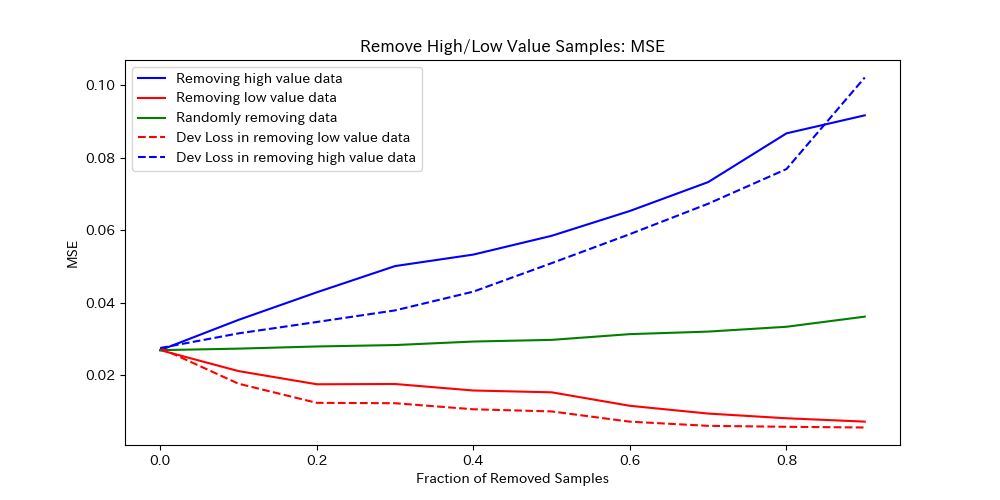 Remove High/Low Value Samples: MSE
Removing high value data
Removing low value data
Randomly removing data
Dev Loss in removing low value data
Dev Loss in removing high value data
MSE
0.10
0.08
0.06
0.04
0.02
0.0 0.2 0.4 0.6 0.8
Fraction of Removed Samples